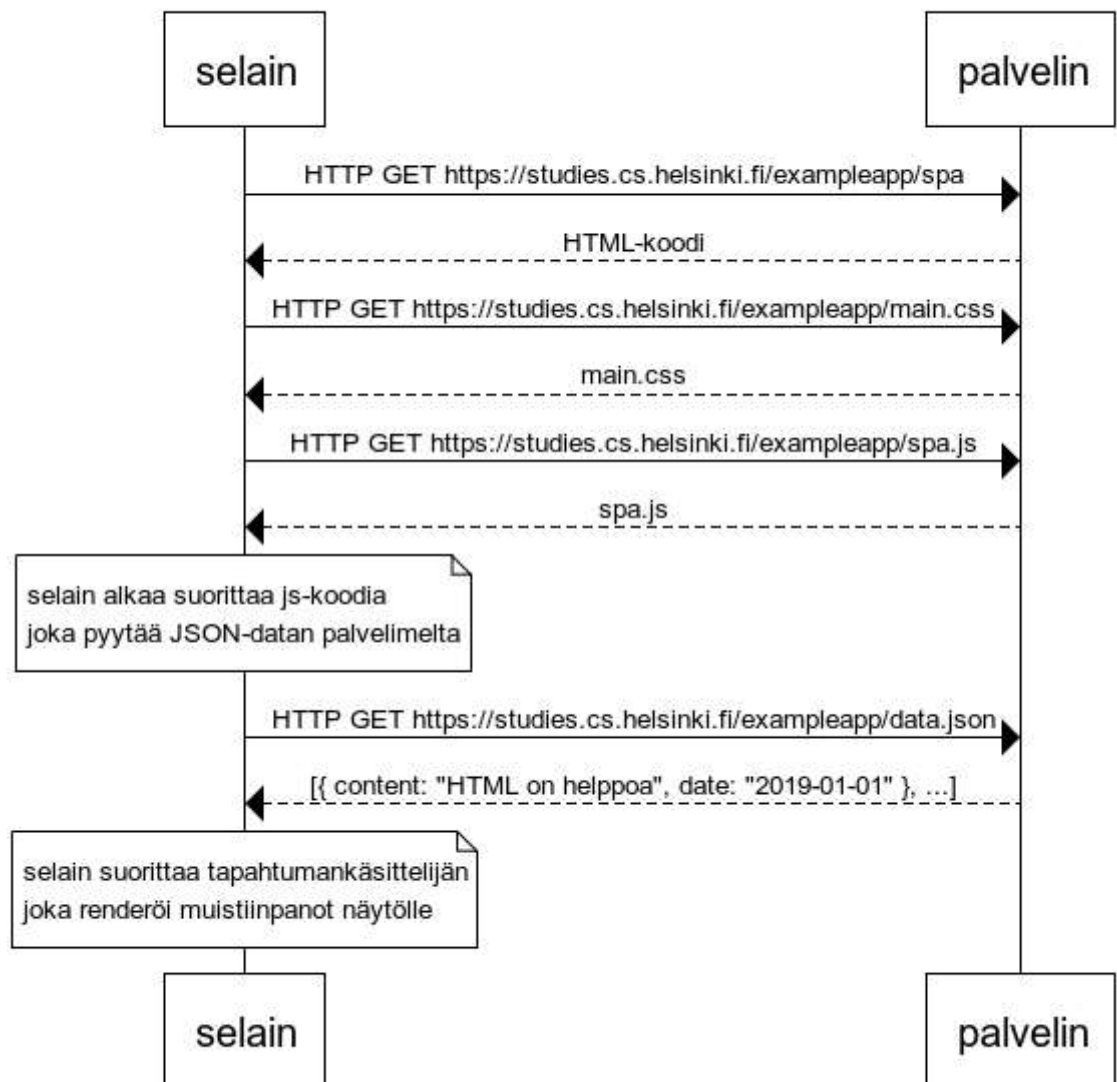 selain
palvelin
HTTP GET https://studies.cs.helsinki.fi/exampleapp/spa
HTML-koodi
HTTP GET https://studies.cs.helsinki.fi/exampleapp/main.css
main.css
HTTP GET https://studies.cs.helsinki.fi/exampleapp/spa.js
spa.js
selain alkaa suorittaa js-koodia
joka pyytää JSON-datan palvelimelta
HTTP GET https://studies.cs.helsinki.fi/exampleapp/data.json
[{ content: "HTML on helppoa", date: "2019-01-01" }, ...]
selain suorittaa tapahtumankäsittelijän
joka renderöi muistiinpanot näytölle
selain
palvelin